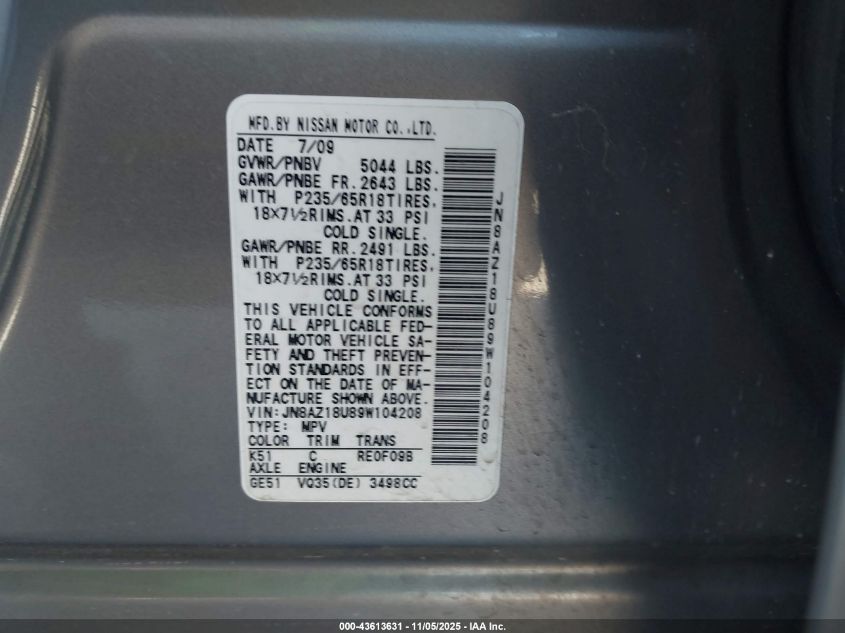 MFD.BY NISSAN MOTOR CO.,LTD.
DATE 7/09
GVWR/PNBV 5044 LBS.
GAWR/PNBE FR. 2643 LBS.
WITH P235/65R18TIRES,
18×7½RIMS.AT 33 PSI
COLD SINGLE.
GAWR/PNBE RR. 2491 LBS.
WITH P235/65R18TIRES,
18×7½RIMS.AT 33 PSI
COLD SINGLE.
THIS VEHICLE CONFORMS
TO ALL APPLICABLE FED-
ERAL MOTOR VEHICLE SA-
FETY AND THEFT PREVEN-
TION STANDARDS IN EFF-
ECT ON THE DATE OF MA-
NUFACTURE SHOWN ABOVE.
VIN: JN8AZ18U89W104208
TYPE: MPV
COLOR TRIM TRANS
K51 C RE0F09B
AXLE ENGINE
GE51 VQ35(DE) 3498CC
JN8AZ18U89W104208
000-43613631 - 11/05/2025 - IAA Inc.